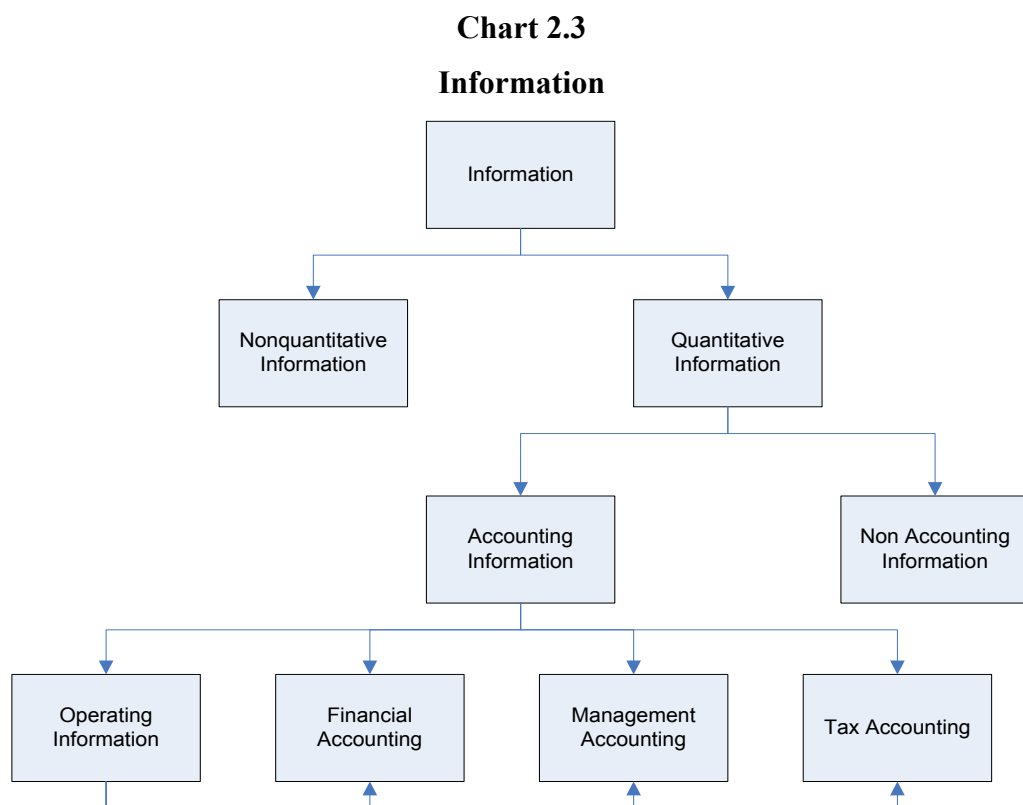 Chart 2.3
Information
Information
Nonquantitative
Information
Quantitative
Information
Accounting
Information
Non Accounting
Information
Operating
Information
Financial
Accounting
Management
Accounting
Tax Accounting